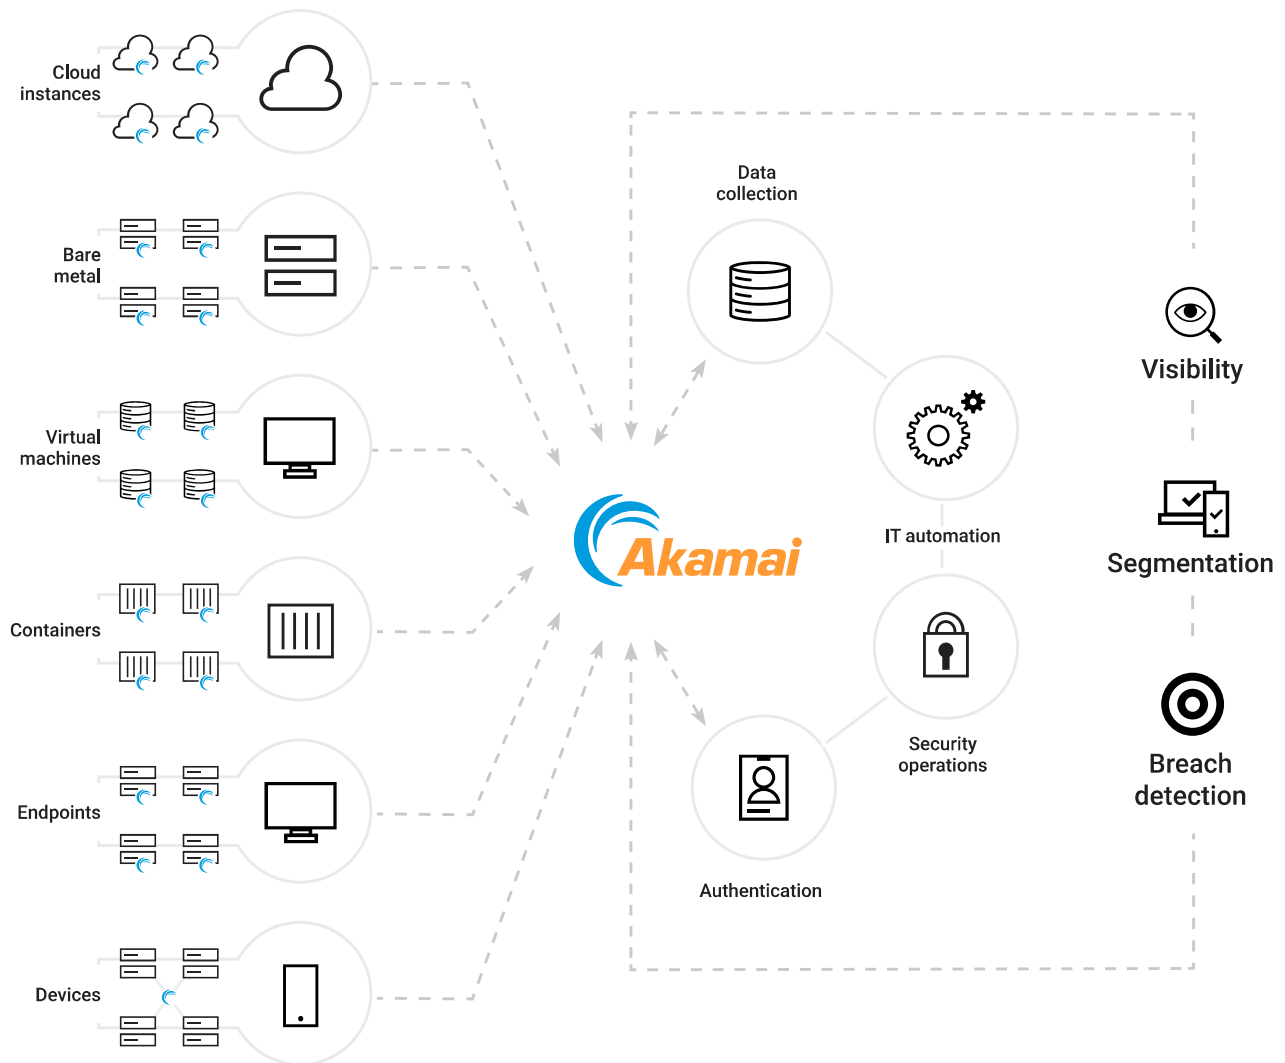 Cloud
instances
Bare
metal
Virtual
machines
Containers
Endpoints
Devices
Akamai
Data
collection
IT automation
Security
operations
Authentication
Visibility
Segmentation
Breach
detection